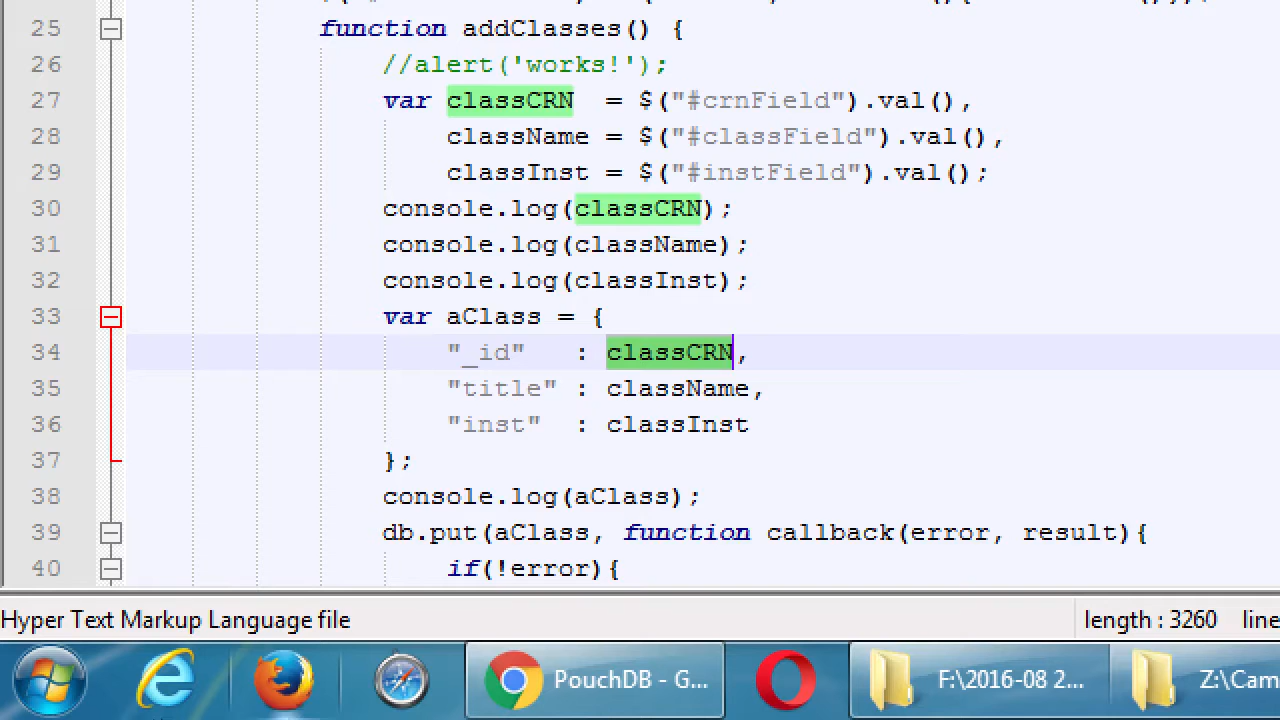 25 function addClasses() {
26 //alert('works!');
27 var classCRN  = $("#crnField").val(),
28 className = $("#classField").val(),
29 classInst = $("#instField").val();
30 console.log(classCRN);
31 console.log(className);
32 console.log(classInst);
33 var aClass = {
34 "_id"   : classCRN,
35 "title" : className,
36 "inst"  : classInst
37 };
38 console.log(aClass);
39 db.put(aClass, function callback(error, result){
40 if(!error){
Hyper Text Markup Language file length : 3260 line
PouchDB - G... F:\2016-08 2... Z:\Cam